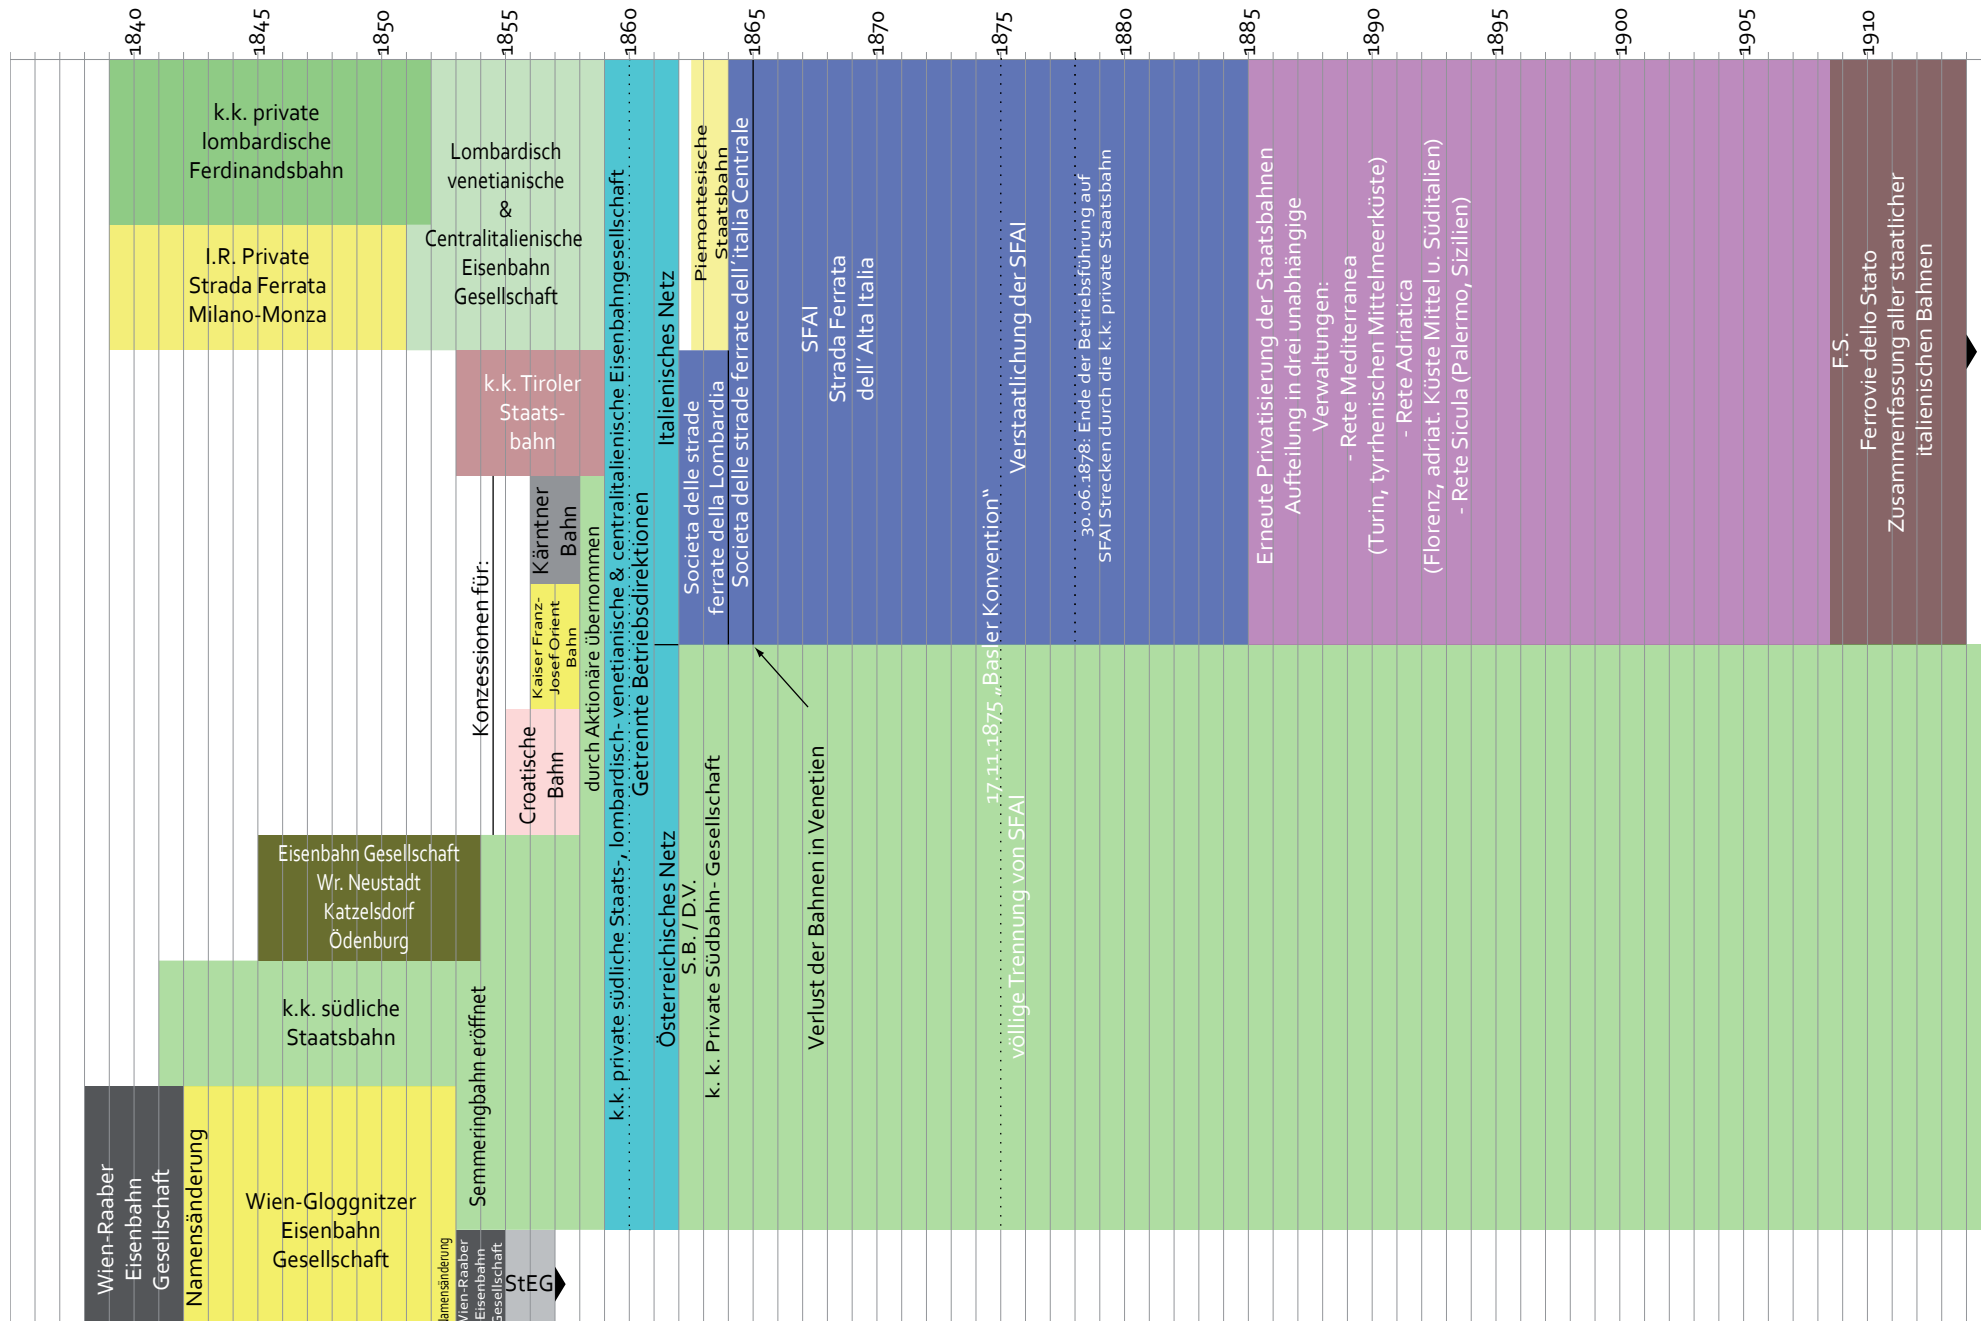 1840
1845
1850
1855
1860
1865
1870
1875
1880
1885
1890
1895
1900
1905
1910
k.k. private
lombardische
Ferdinandsbahn
I.R. Private
Strada Ferrata
Milano-Monza
Lombardisch
venetianische
&
Centralitalienische
Eisenbahn
Gesellschaft
k.k. Tiroler
Staats-
bahn
Konzessionen für:
Kärntner
Bahn
Kaiser Franz-
Josef-Orient
Bahn
Croatische
Bahn
durch Aktionäre übernommen
Eisenbahn Gesellschaft
Wr. Neustadt
Katzelsdorf
Ödenburg
k.k. südliche
Staatsbahn
Semmeringbahn eröffnet
Wien-Raaber
Eisenbahn
Gesellschaft
Namensänderung
Wien-Gloggnitzer
Eisenbahn
Gesellschaft
Namensänderung
Wien-Raaber
Eisenbahn
Gesellschaft
StEG
k.k. private südliche Staats-, lombardisch- venetianische & centralitalienische Eisenbahngesellschaft
Getrennte Betriebsdirektionen
Italienisches Netz
Österreichisches Netz
Piemontesische
Staatsbahn
Societa delle strade
ferrate della Lombardia
Societa delle strade ferrate dell´italia Centrale
S.B. / D.V.
k. k. Private Südbahn- Gesellschaft
Verlust der Bahnen in Venetien
SFAI
Strada Ferrata
dell´ Alta Italia
17.11.1875 „Basler Konvention“
Verstaatlichung der SFAI
völlige Trennung von SFAI
30.06.1878: Ende der Betriebsführung auf
SFAI Strecken durch die k.k. private Staatsbahn
Erneute Privatisierung der Staatsbahnen
Aufteilung in drei unabhängige
Verwaltungen:
- Rete Mediterranea
(Turin, tyrrhenischen Mittelmeerküste)
- Rete Adriatica
(Florenz, adriat. Küste Mittel u. Süditalien)
- Rete Sicula (Palermo, Sizilien)
F.S.
Ferrovie dello Stato
Zusammenfassung aller staatlicher
italienischen Bahnen